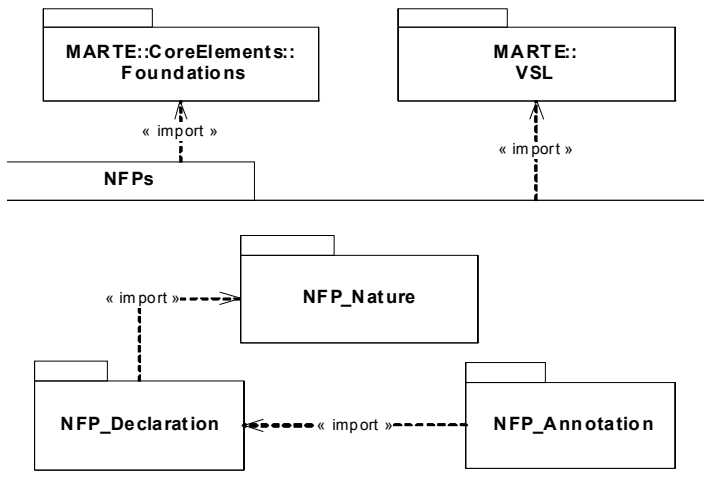 MARTE::CoreElements::
Foundations
MARTE::
VSL
« import »
« import »
NFPs
NFP_Nature
« import »
NFP_Declaration
« import »
NFP_Annotation